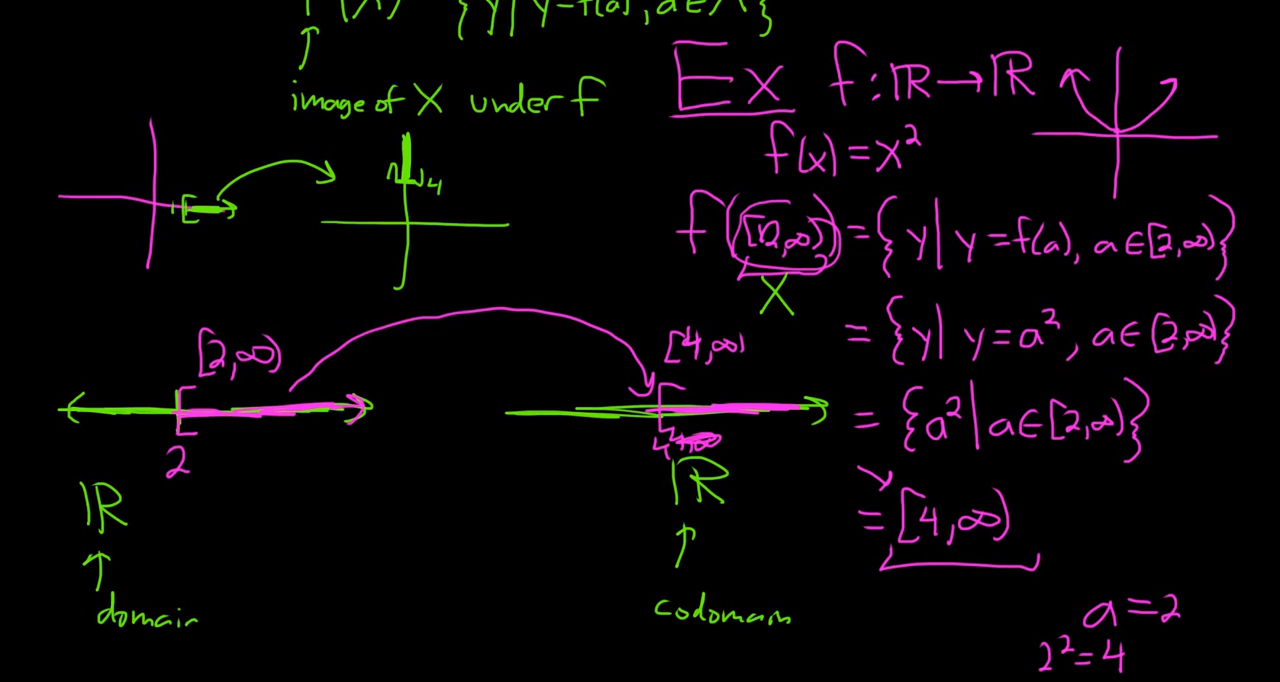 f(X) = {y | y=f(a), a∈X}
image of X under f
Ex f: ℝ→ℝ
f(x) = x²
4
f([2,∞)) = {y | y=f(a), a∈[2,∞)}
X
= {y | y=a², a∈[2,∞)}
[2,∞)
[4,∞)
= {a² | a∈[2,∞)}
2
4
ℝ
ℝ
= [4,∞)
domain
codomain
a=2
2²=4